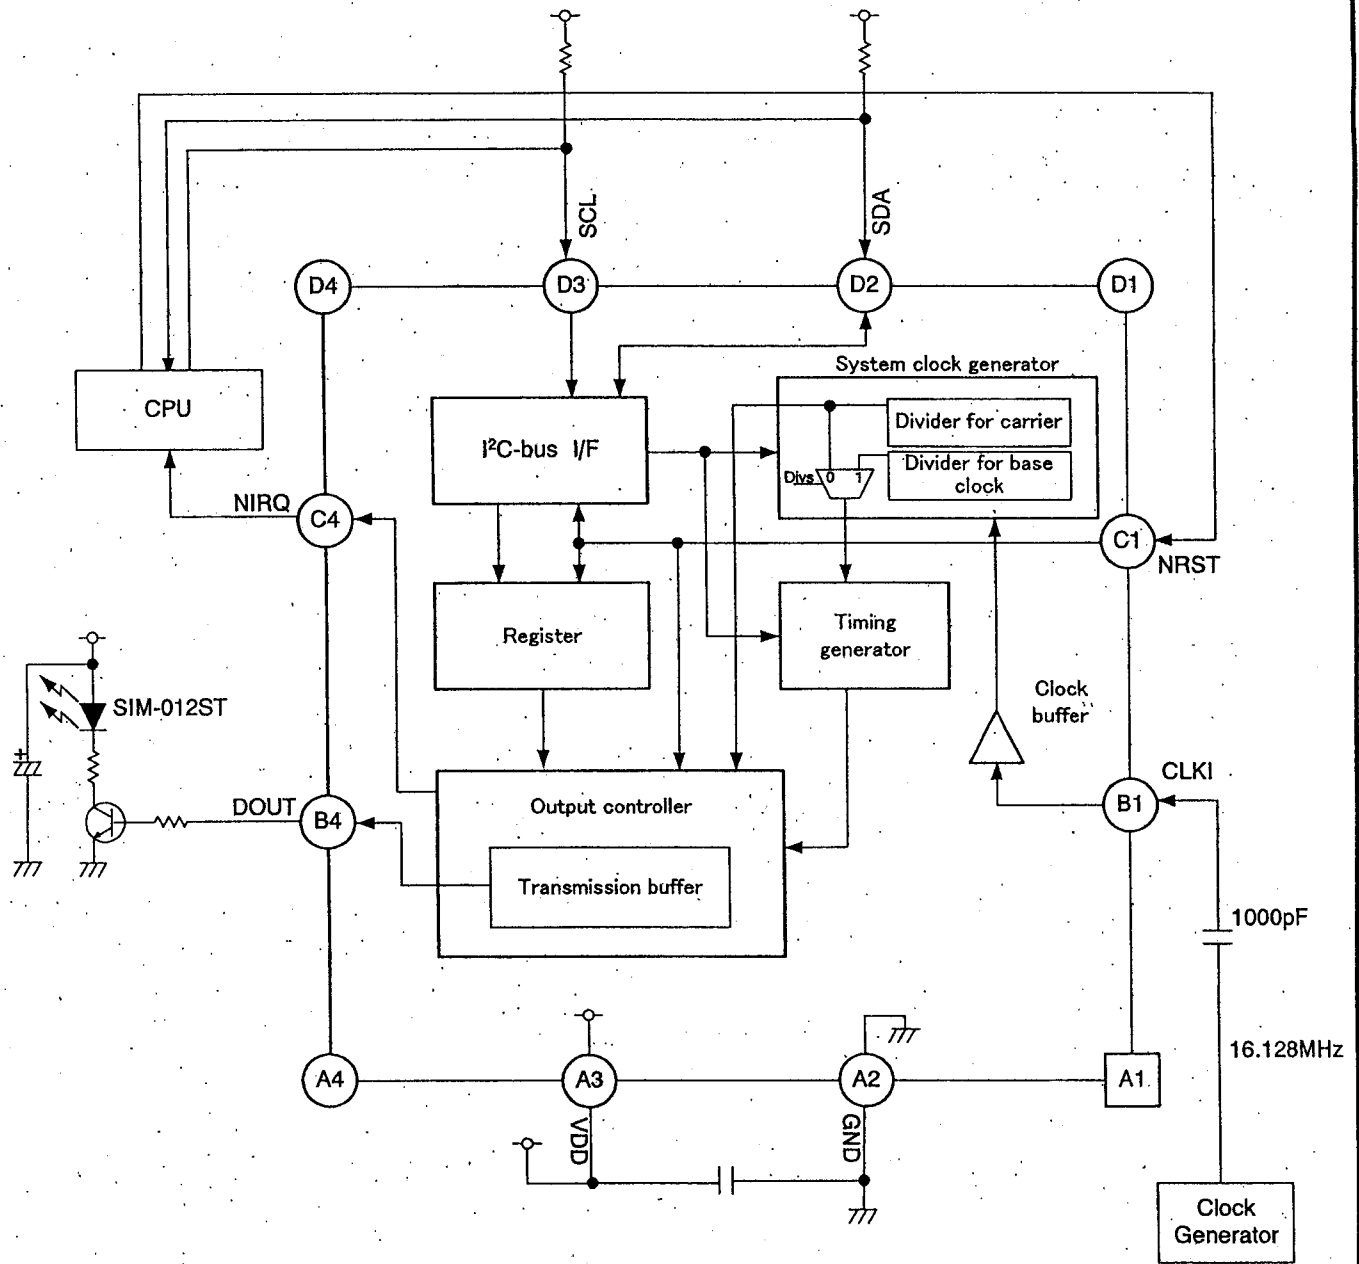 SCL
SDA
D4
D3
D2
D1
System clock generator
CPU
I²C-bus I/F
Divider for carrier
Divs
0
1
Divider for base
clock
NIRQ
C4
C1
NRST
Register
Timing
generator
SIM-012ST
Clock
buffer
+
DOUT
B4
Output controller
CLKI
B1
Transmission buffer
1000pF
16.128MHz
A4
A3
A2
A1
VDD
GND
Clock
Generator